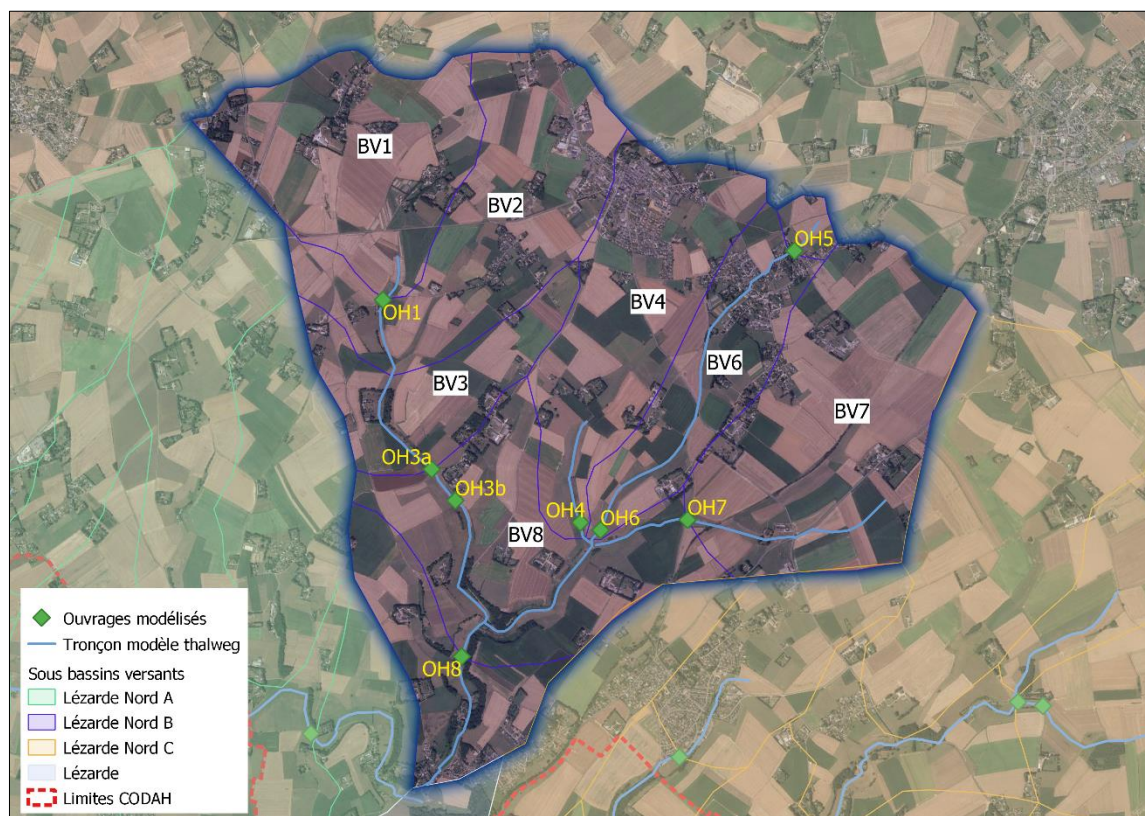 BV1
BV2
OH5
OH1
BV4
BV3
BV6
BV7
OH3a
OH3b
OH4
OH6
OH7
BV8
OH8
Ouvrages modélisés
Tronçon modèle thalweg
Sous bassins versants
Lézarde Nord A
Lézarde Nord B
Lézarde Nord C
Lézarde
Limites CODAH